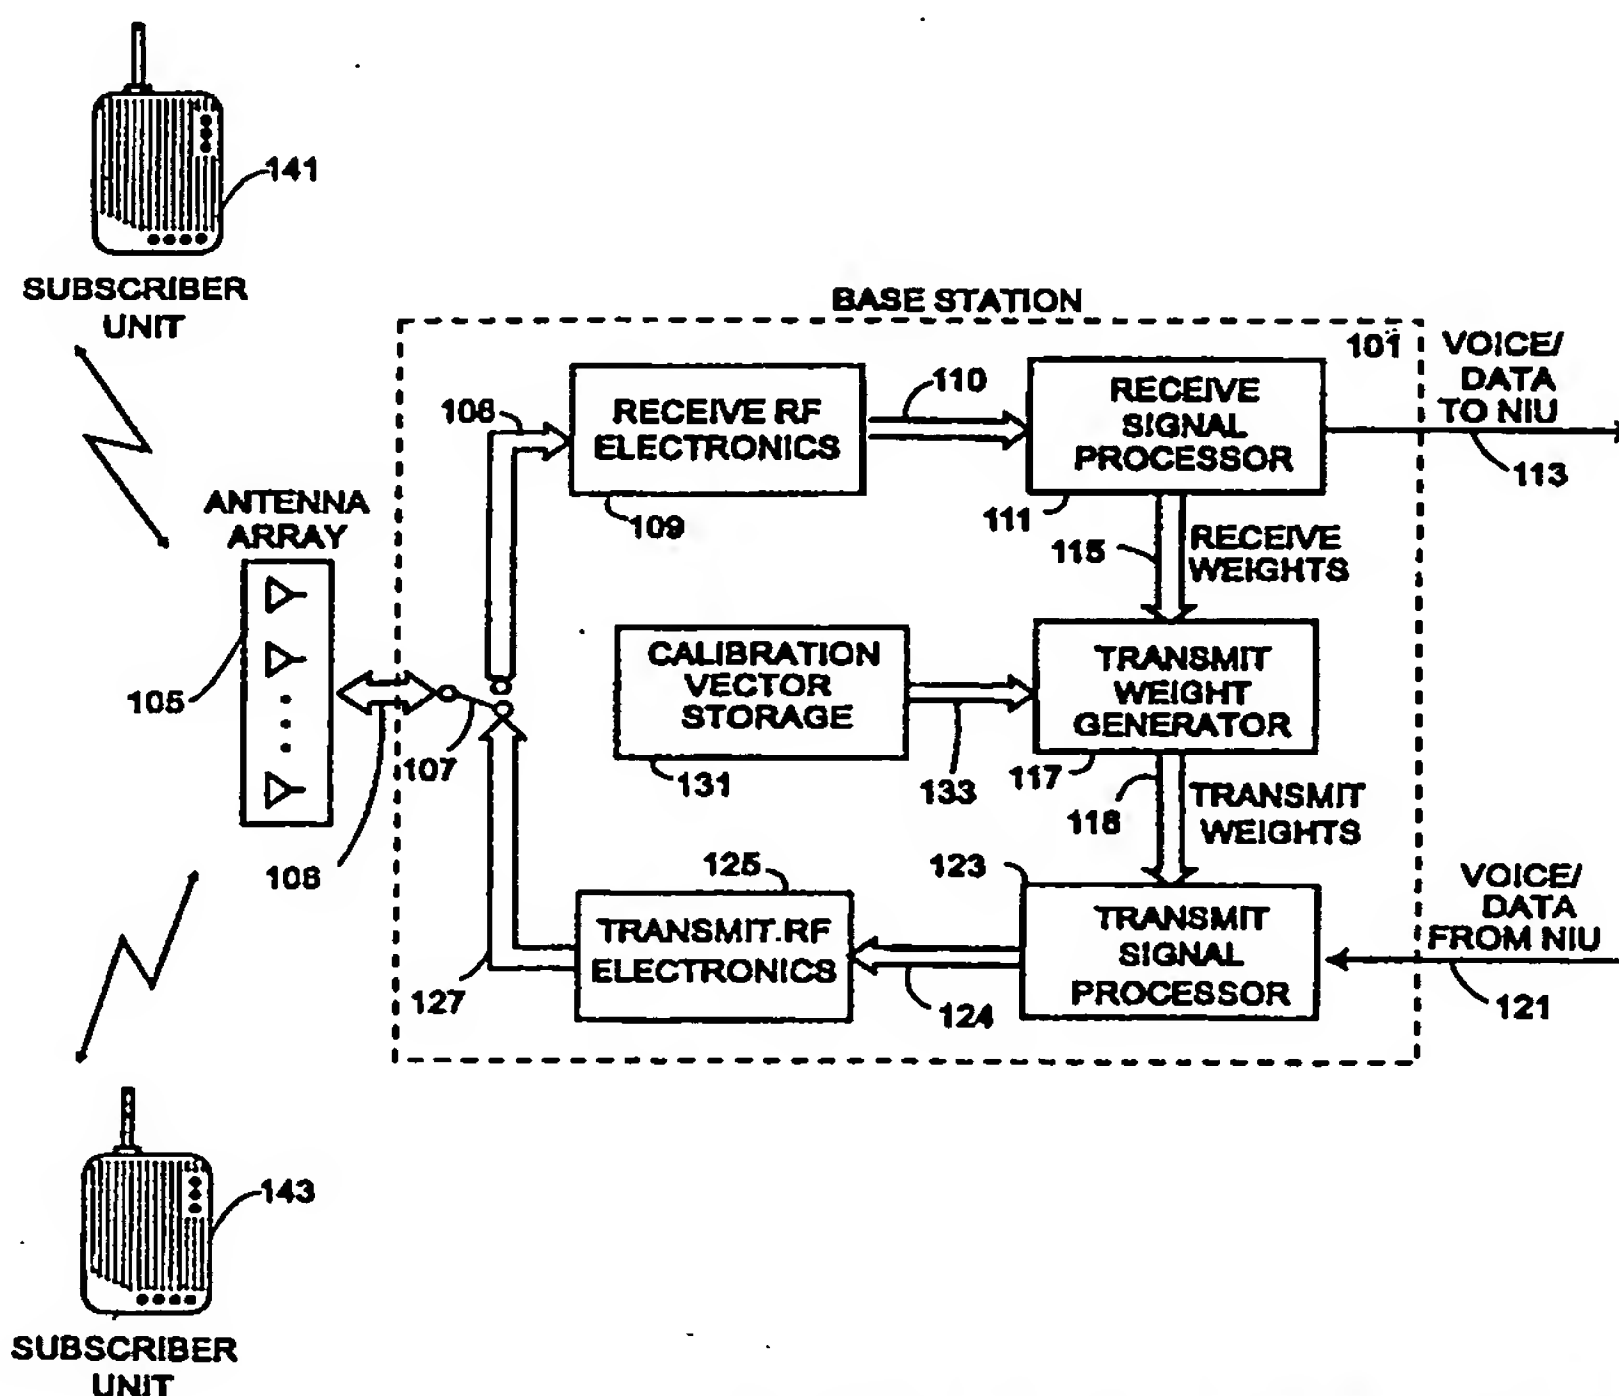 141
SUBSCRIBER
UNIT
BASE STATION
101
VOICE/
DATA
TO NIU
113
108
RECEIVE RF
ELECTRONICS
109
110
RECEIVE
SIGNAL
PROCESSOR
111
115
RECEIVE
WEIGHTS
ANTENNA
ARRAY
105
106
107
CALIBRATION
VECTOR
STORAGE
131
133
TRANSMIT
WEIGHT
GENERATOR
117
118
TRANSMIT
WEIGHTS
125
TRANSMIT.RF
ELECTRONICS
127
124
123
TRANSMIT
SIGNAL
PROCESSOR
VOICE/
DATA
FROM NIU
121
143
SUBSCRIBER
UNIT